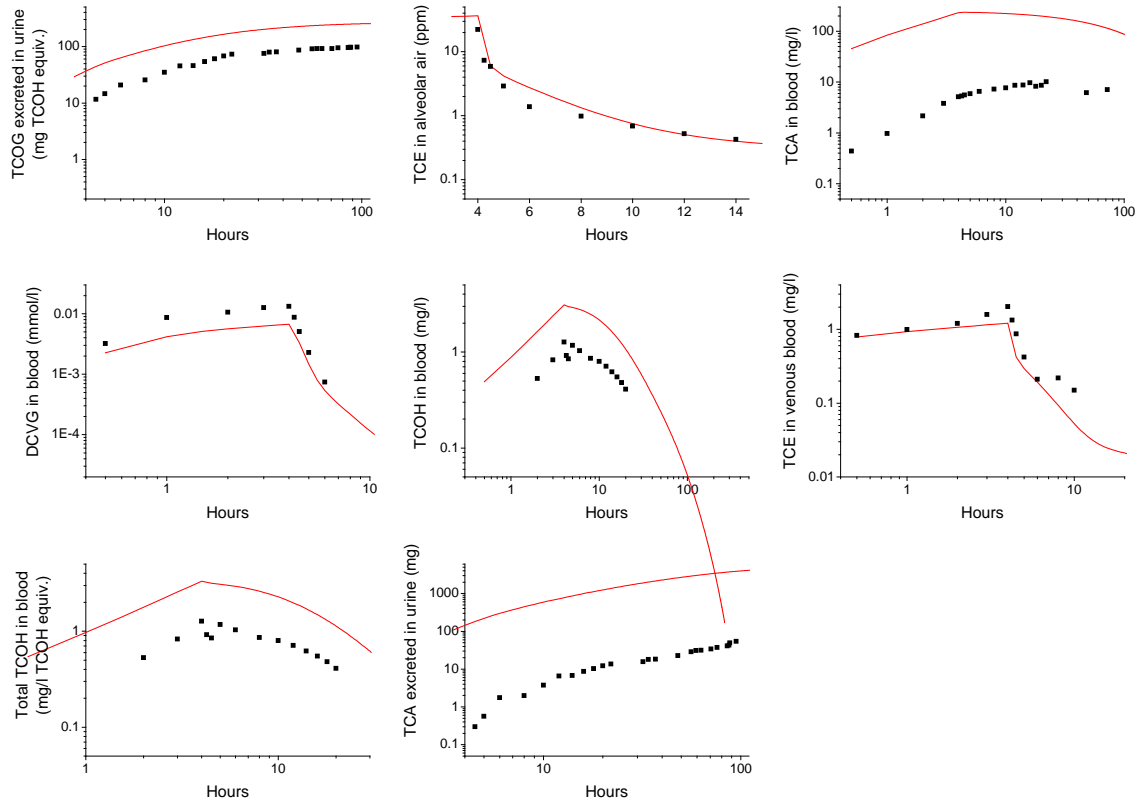 TCOG excreted in urine
(mg TCOH equiv.)
100
10
1
10
100
Hours
TCE in alveolar air (ppm)
10
1
0.1
4
6
8
10
12
14
Hours
TCA in blood (mg/l)
100
10
1
0.1
1
10
100
Hours
DCVG in blood (mmol/l)
0.01
1E-3
1E-4
1
10
Hours
TCOH in blood (mg/l)
1
0.1
1
10
100
Hours
TCE in venous blood (mg/l)
1
0.1
0.01
1
10
Hours
Total TCOH in blood
(mg/l TCOH equiv.)
1
0.1
1
10
Hours
TCA excreted in urine (mg)
1000
100
10
1
0.1
10
100
Hours